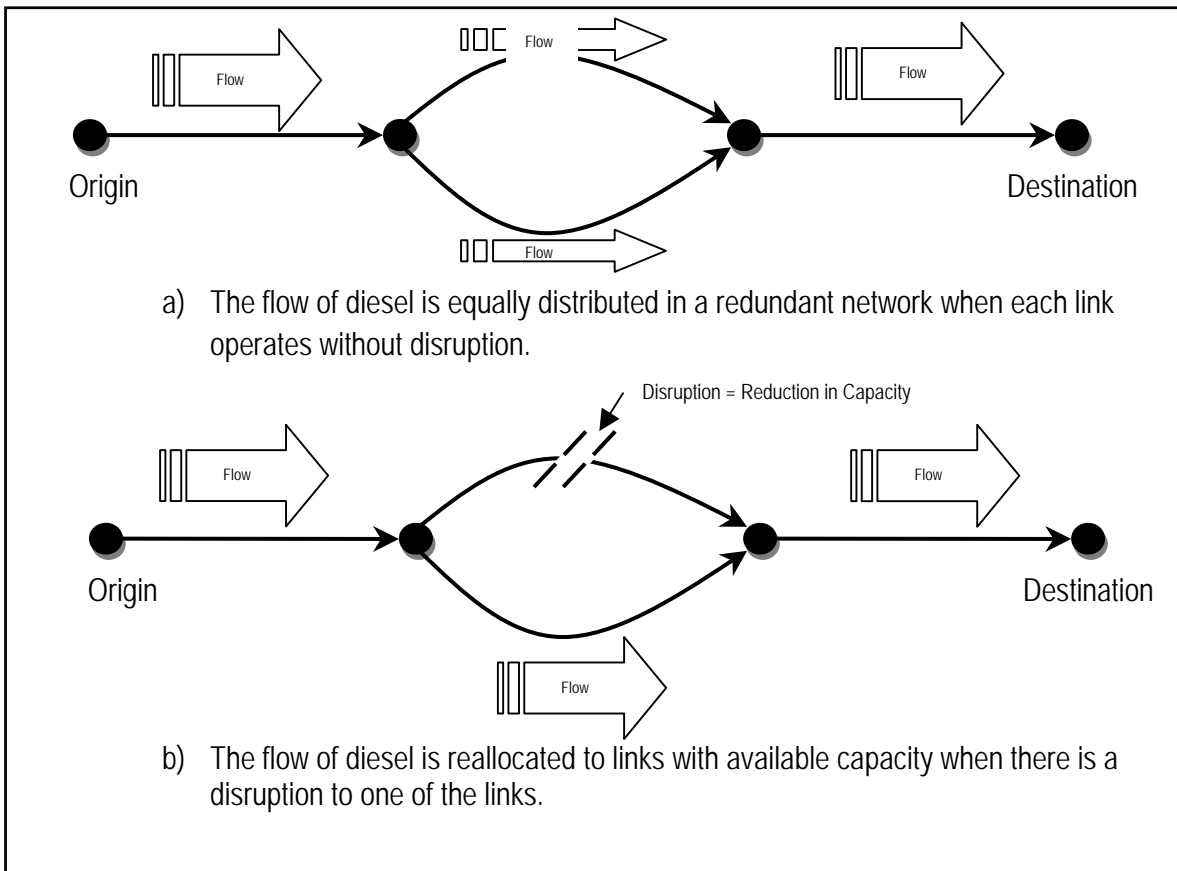 Flow
Flow
Flow
Origin
Destination
Flow
a) The flow of diesel is equally distributed in a redundant network when each link
operates without disruption.
Disruption = Reduction in Capacity
Flow
Flow
Origin
Destination
Flow
b) The flow of diesel is reallocated to links with available capacity when there is a
disruption to one of the links.